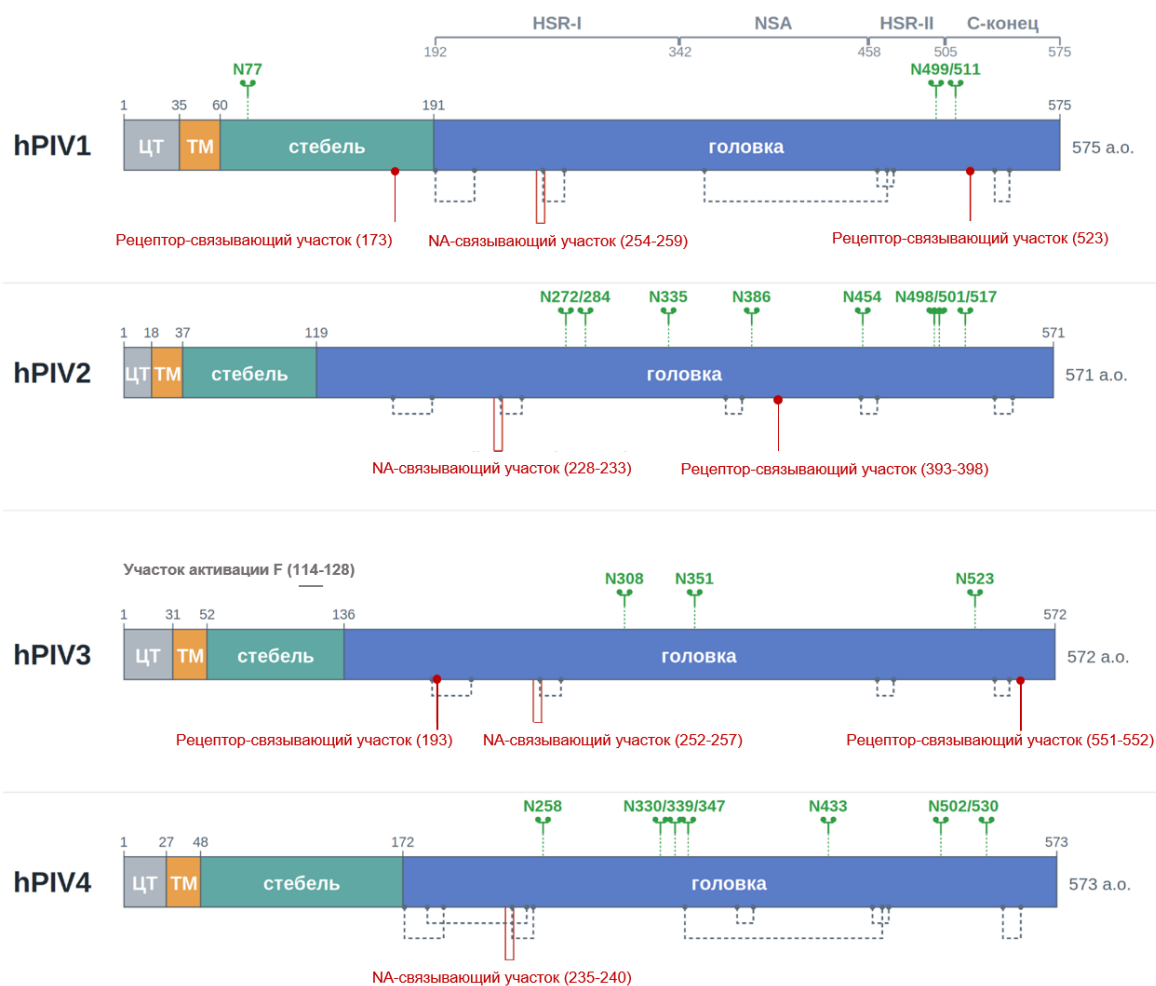 HSR-I NSA HSR-II С-конец
192 342 458 505 575
N77 N499/511
1 35 60 191 575
hPIV1 ЦТ ТМ стебель головка 575 а.о.
Рецептор-связывающий участок (173) NA-связывающий участок (254-259) Рецептор-связывающий участок (523)
N272/284 N335 N386 N454 N498/501/517
1 18 37 119 571
hPIV2 ЦТ ТМ стебель головка 571 а.о.
NA-связывающий участок (228-233) Рецептор-связывающий участок (393-398)
Участок активации F (114-128)
N308 N351 N523
1 31 52 136 572
hPIV3 ЦТ ТМ стебель головка 572 а.о.
Рецептор-связывающий участок (193) NA-связывающий участок (252-257) Рецептор-связывающий участок (551-552)
N258 N330/339/347 N433 N502/530
1 27 48 172 573
hPIV4 ЦТ ТМ стебель головка 573 а.о.
NA-связывающий участок (235-240)